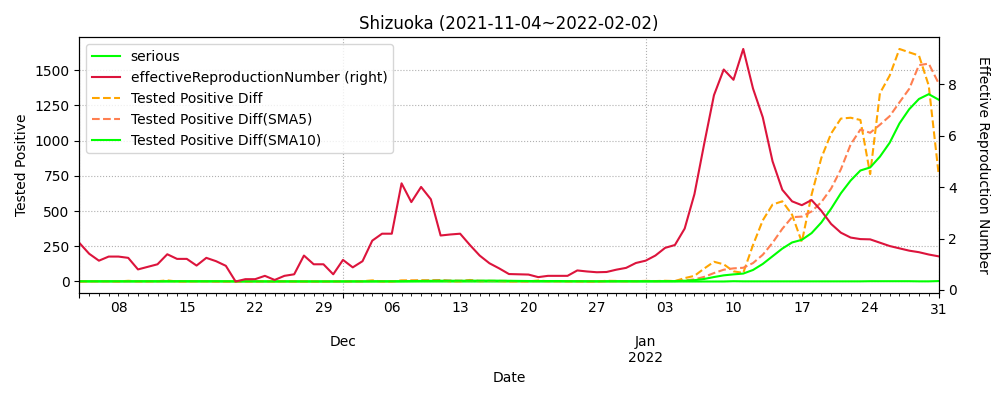 Shizuoka (2021-11-04~2022-02-02)
serious
effectiveReproductionNumber (right)
Tested Positive Diff
Tested Positive Diff(SMA5)
Tested Positive Diff(SMA10)
Tested Positive
1500
1250
1000
750
500
250
0
Effective Reproduction Number
8
6
4
2
0
08 15 22 29 06 13 20 27 03 10 17 24 31
Dec Jan
2022
Date